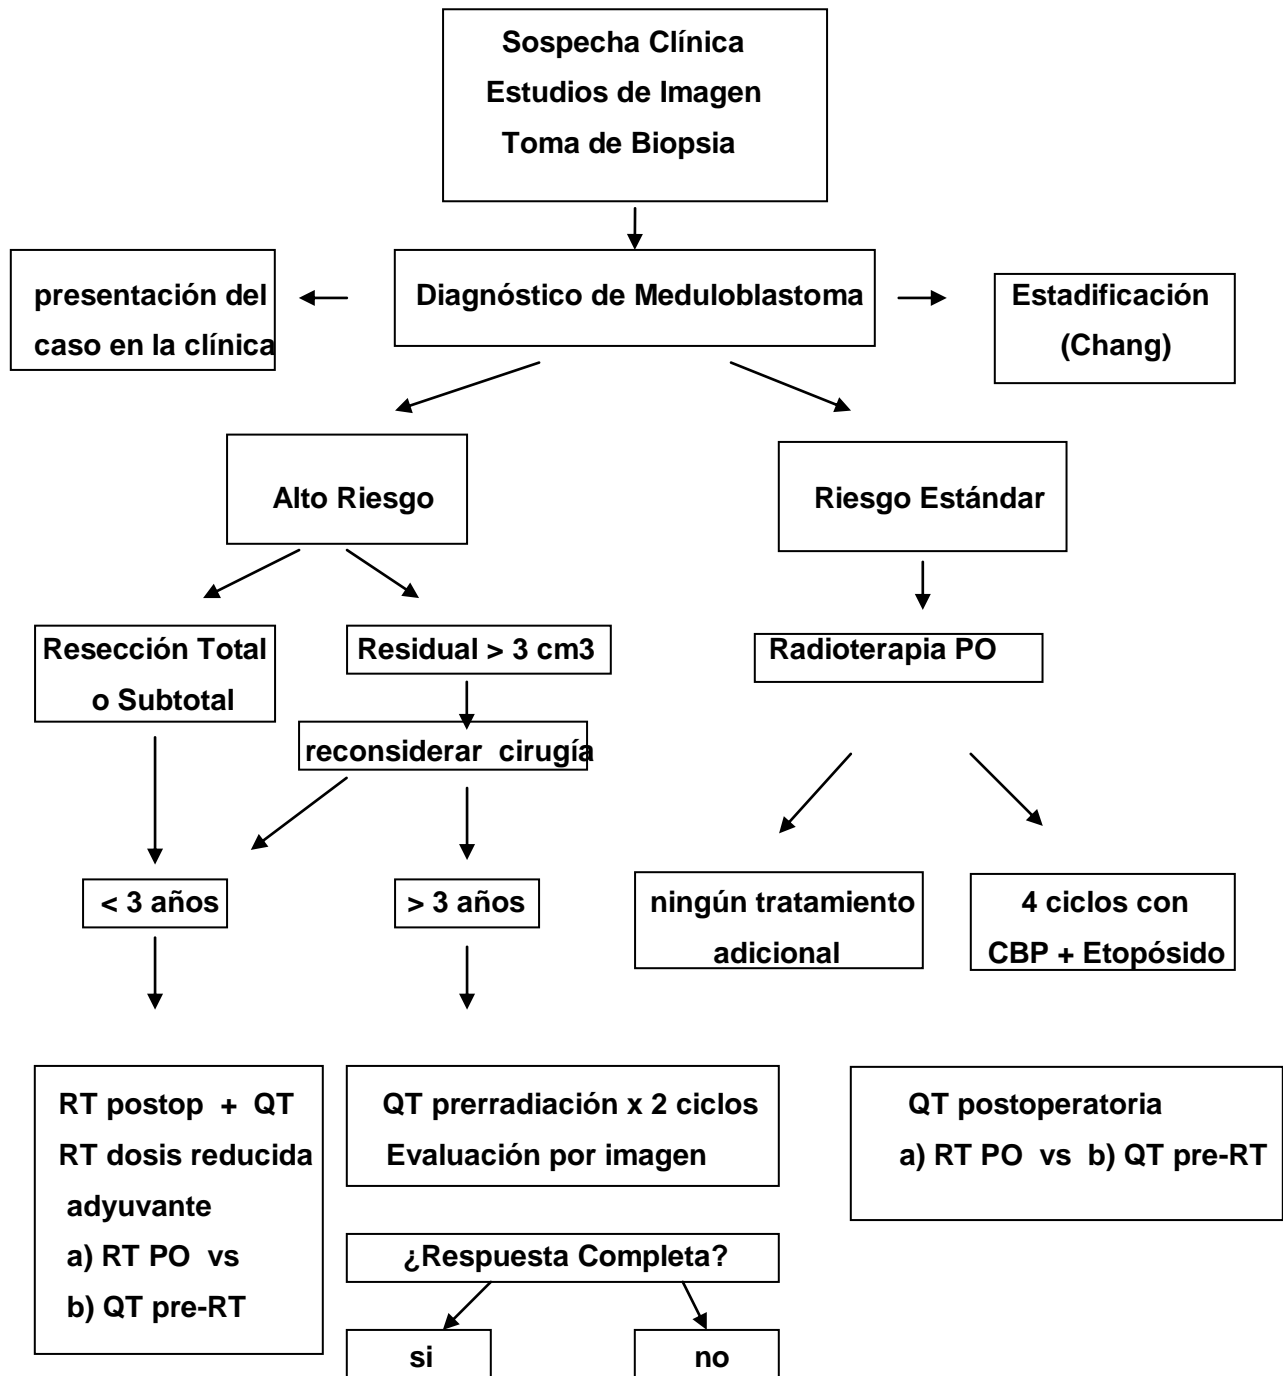 Sospecha Clínica
Estudios de Imagen
Toma de Biopsia
presentación del
caso en la clínica
Diagnóstico de Meduloblastoma
Estadificación
(Chang)
Alto Riesgo
Riesgo Estándar
Resección Total
o Subtotal
Residual > 3 cm3
Radioterapia PO
reconsiderar cirugía
< 3 años
> 3 años
ningún tratamiento
adicional
4 ciclos con
CBP + Etopósido
RT postop + QT
RT dosis reducida
adyuvante
a) RT PO vs
b) QT pre-RT
QT prerradiación x 2 ciclos
Evaluación por imagen
QT postoperatoria
a) RT PO vs b) QT pre-RT
¿Respuesta Completa?
si
no